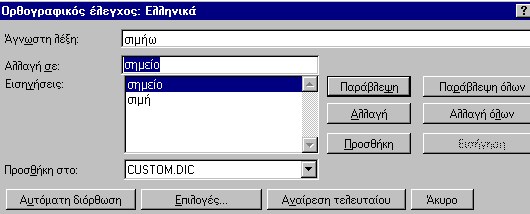 Ορθογραφικός έλεγχος: Ελληνικά ?
Άγνωστη λέξη: σιμήω
Αλλαγή σε: σημείο
Εισηγήσεις: σημείο Παράβλεψη Παράβλεψη όλων
σιμή
Αλλαγή Αλλαγή όλων
Προσθήκη Εισήγηση
Προσθήκη στο: CUSTOM.DIC
Αυτόματη διόρθωση Επιλογές... Αναίρεση τελευταίου Άκυρο